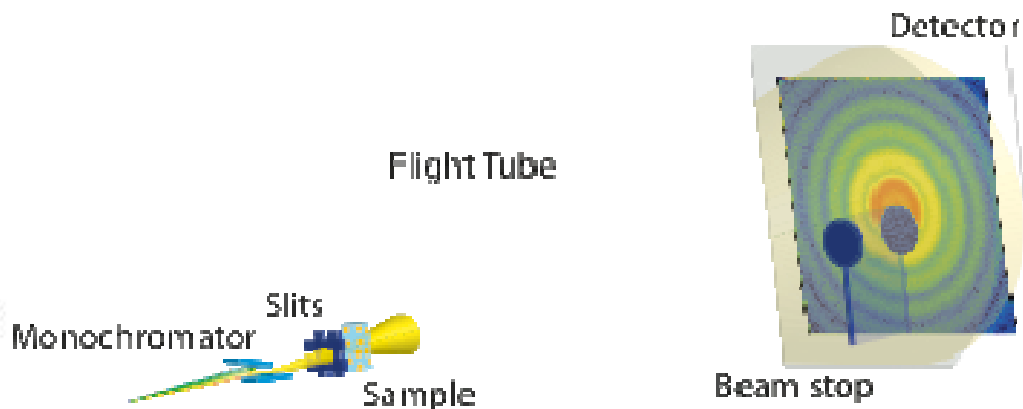 Detector
Flight Tube
Slits
Monochromator
Sample
Beam stop